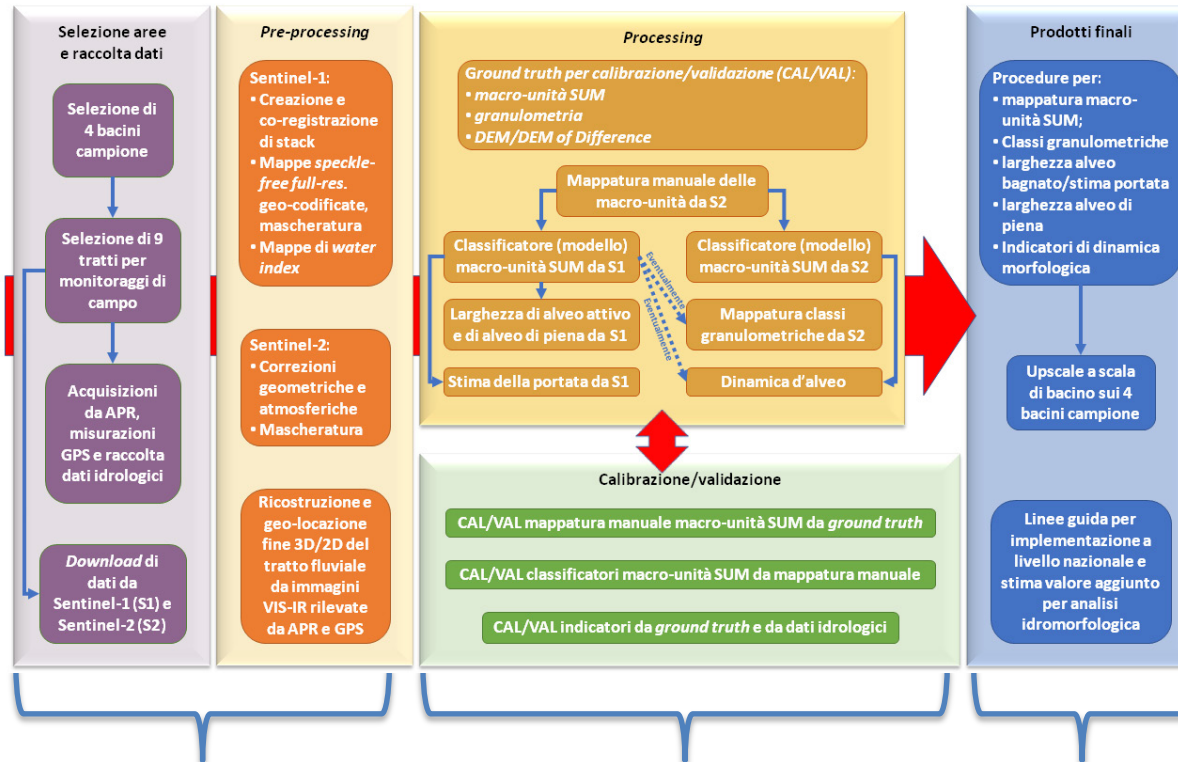 Selezione aree
e raccolta dati
Selezione di
4 bacini
campione
Selezione di 9
tratti per
monitoraggi di
campo
Acquisizioni
da APR,
misurazioni
GPS e raccolta
dati idrologici
Download di
dati da
Sentinel-1 (S1) e
Sentinel-2 (S2)
Pre-processing
Sentinel-1:
▪ Creazione e
co-registrazione
di stack
▪ Mappe speckle-
free full-res.
geo-codificate,
mascheratura
▪ Mappe di water
index
Sentinel-2:
▪ Correzioni
geometriche e
atmosferiche
▪ Mascheratura
Ricostruzione e
geo-locazione
fine 3D/2D del
tratto fluviale
da immagini
VIS-IR rilevate
da APR e GPS
Processing
Ground truth per calibrazione/validazione (CAL/VAL):
▪ macro-unità SUM
▪ granulometria
▪ DEM/DEM of Difference
Mappatura manuale delle
macro-unità da S2
Classificatore (modello)
macro-unità SUM da S1
Classificatore (modello)
macro-unità SUM da S2
Eventualmente
Eventualmente
Larghezza di alveo attivo
e di alveo di piena da S1
Mappatura classi
granulometriche da S2
Stima della portata da S1
Dinamica d'alveo
Calibrazione/validazione
CAL/VAL mappatura manuale macro-unità SUM da ground truth
CAL/VAL classificatori macro-unità SUM da mappatura manuale
CAL/VAL indicatori da ground truth e da dati idrologici
Prodotti finali
Procedure per:
▪ mappatura macro-
unità SUM;
▪ Classi granulometriche
▪ larghezza alveo
bagnato/stima portata
▪ larghezza alveo di
piena
▪ Indicatori di dinamica
morfologica
Upscale a scala
di bacino sui 4
bacini campione
Linee guida per
implementazione a
livello nazionale e
stima valore aggiunto
per analisi
idromorfologica